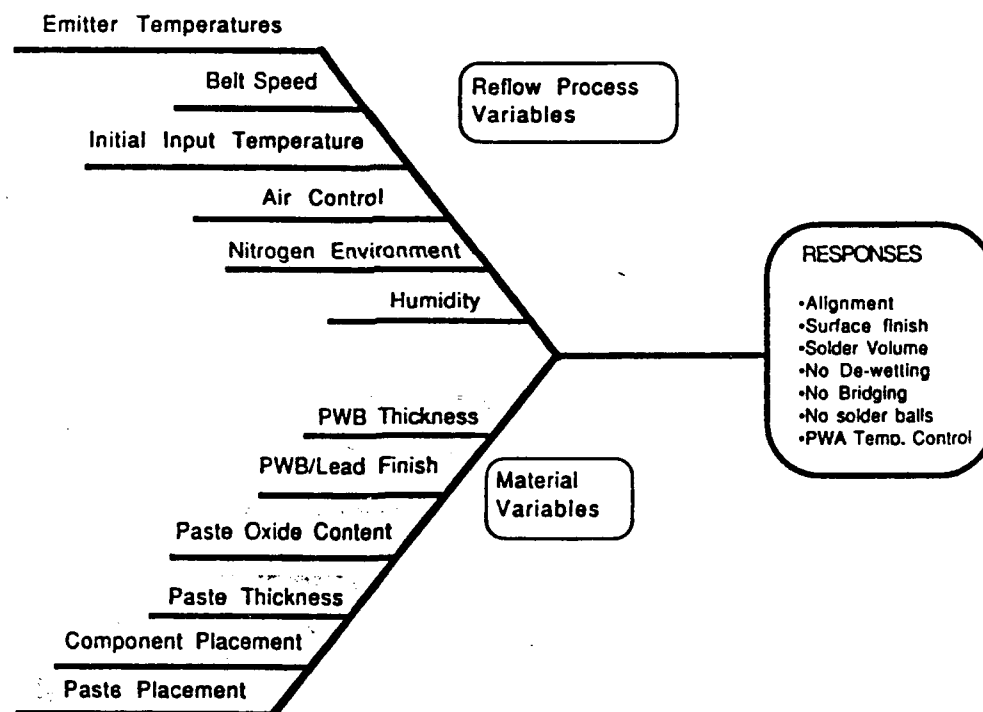 Emitter Temperatures
Belt Speed
Initial Input Temperature
Air Control
Nitrogen Environment
Humidity
Reflow Process
Variables
PWB Thickness
PWB/Lead Finish
Paste Oxide Content
Paste Thickness
Component Placement
Paste Placement
Material
Variables
RESPONSES
•Alignment
•Surface finish
•Solder Volume
•No De-wetting
•No Bridging
•No solder balls
•PWA Temp. Control